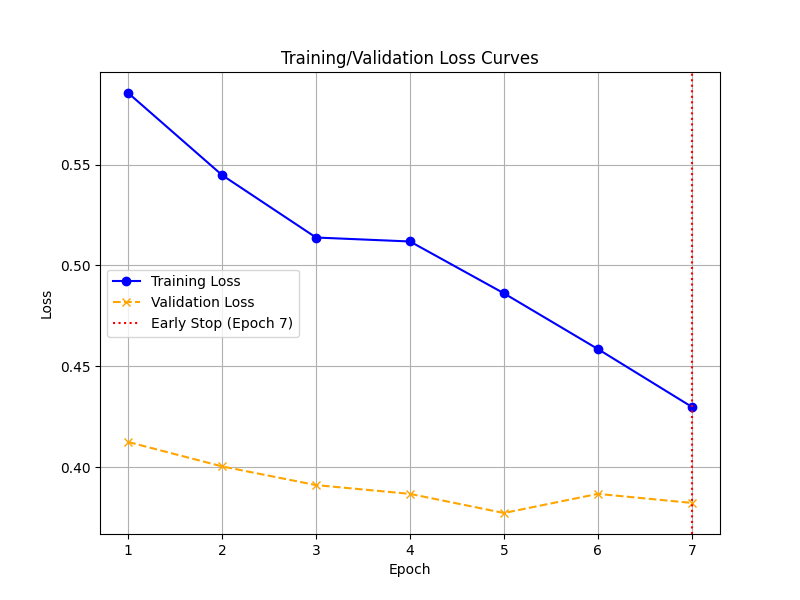 Training/Validation Loss Curves
0.55
0.50
0.45
0.40
Loss
Training Loss
Validation Loss
Early Stop (Epoch 7)
1 2 3 4 5 6 7
Epoch